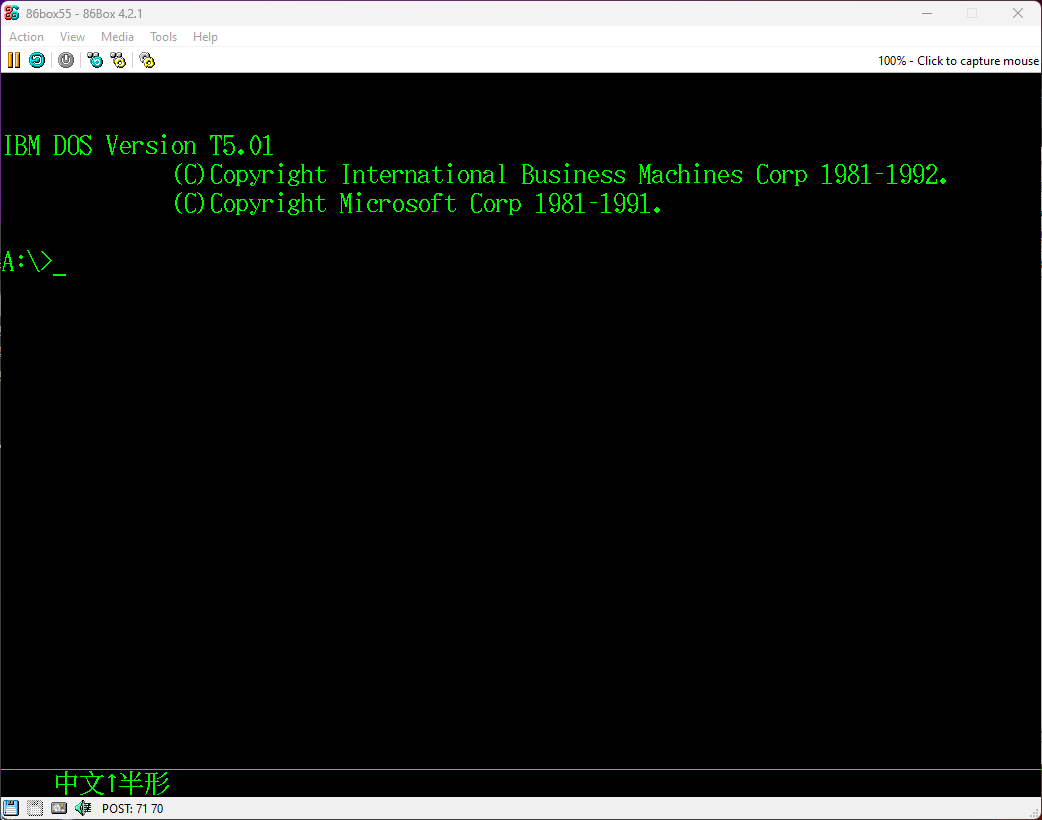 86box55 - 86Box 4.2.1
Action View Media Tools Help
100% - Click to capture mouse
IBM DOS Version T5.01
(C)Copyright International Business Machines Corp 1981-1992.
(C)Copyright Microsoft Corp 1981-1991.
A:\>_
中文↑半形
POST: 71 70